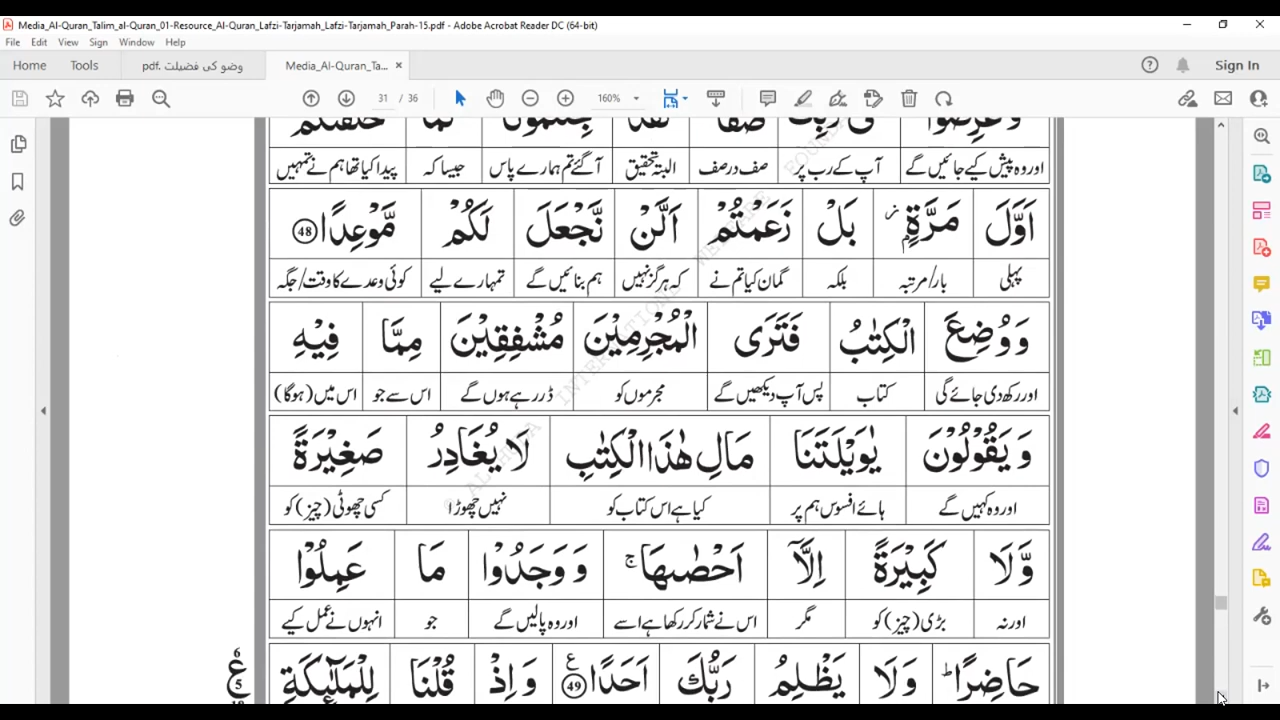 Media_Al-Quran_Talim_al-Quran_01-Resource_Al-Quran_Lafzi-Tarjamah_Lafzi-Tarjamah_Parah-15.pdf - Adobe Acrobat Reader DC (64-bit)
File Edit View Sign Window Help
Home Tools وضو کی فضیلت .pdf Media_Al-Quran_Ta... Sign In
31 / 36 160%
وَعُرِضُوا رَبِّكَ صَفًّا
اور وہ پیش کیے جائیں گے آپ کے رب پر صف در صف البتہ تحقیق آگئے تم ہمارے پاس جیسا کہ پیدا کیا تھا ہم نے تمہیں
اَوَّلَ مَرَّةٍ بَلْ زَعَمْتُمْ اَلَّنْ نَّجْعَلَ لَكُمْ مَّوْعِدًا 48
پہلی بار/مرتبہ بلکہ گمان کیا تم نے کہ ہرگز نہیں ہم بنائیں گے تمہارے لیے کوئی وعدے کا وقت/جگہ
وَ وُضِعَ الْكِتٰبُ فَتَرَى الْمُجْرِمِيْنَ مُشْفِقِيْنَ مِمَّا فِيْهِ
اور رکھ دی جائے گی کتاب پس آپ دیکھیں گے مجرموں کو ڈر رہے ہوں گے اس سے جو اس میں (ہوگا)
وَ يَقُوْلُوْنَ يٰوَيْلَتَنَا مَالِ هٰذَا الْكِتٰبِ لَا يُغَادِرُ صَغِيْرَةً
اور وہ کہیں گے ہائے افسوس ہم پر کیا ہے اس کتاب کو نہیں چھوڑا کسی چھوٹی (چیز) کو
وَّلَا كَبِيْرَةً اِلَّآ اَحْصٰىهَا ۚ وَ وَجَدُوْا مَا عَمِلُوْا
اور نہ بڑی (چیز) کو مگر اس نے شمار کر رکھا ہے اسے اور وہ پالیں گے جو انہوں نے عمل کیے
حَاضِرًا ؕ وَلَا يَظْلِمُ رَبُّكَ اَحَدًا 49 وَ اِذْ قُلْنَا لِلْمَلٰٓئِكَةِ